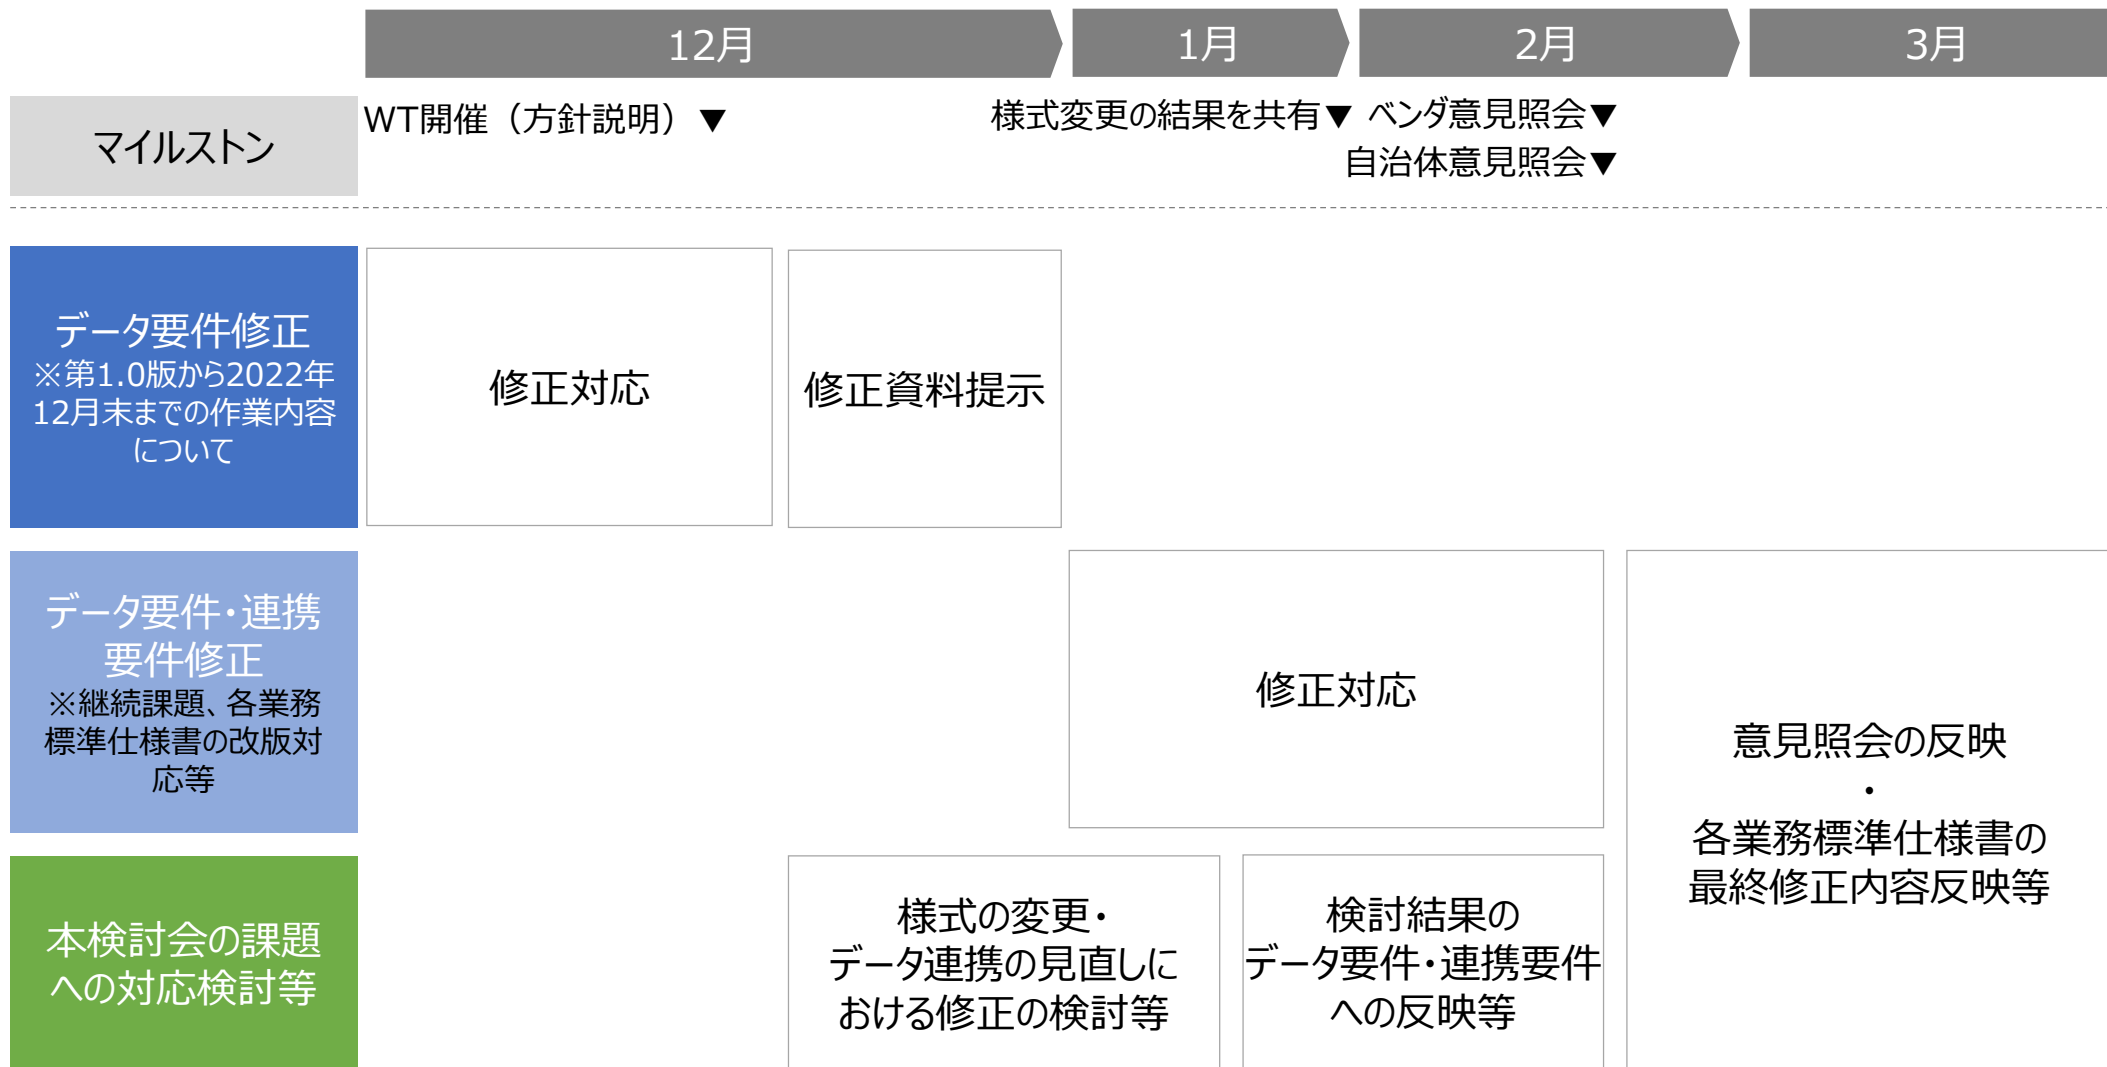 12月
1月
2月
3月
マイルストン
WT開催（方針説明）▼
様式変更の結果を共有▼
ベンダ意見照会▼
自治体意見照会▼
データ要件修正
※第1.0版から2022年
12月末までの作業内容
について
修正対応
修正資料提示
データ要件・連携
要件修正
※継続課題、各業務
標準仕様書の改版対
応等
修正対応
意見照会の反映
・
各業務標準仕様書の
最終修正内容反映等
本検討会の課題
への対応検討等
様式の変更・
データ連携の見直しに
おける修正の検討等
検討結果の
データ要件・連携要件
への反映等